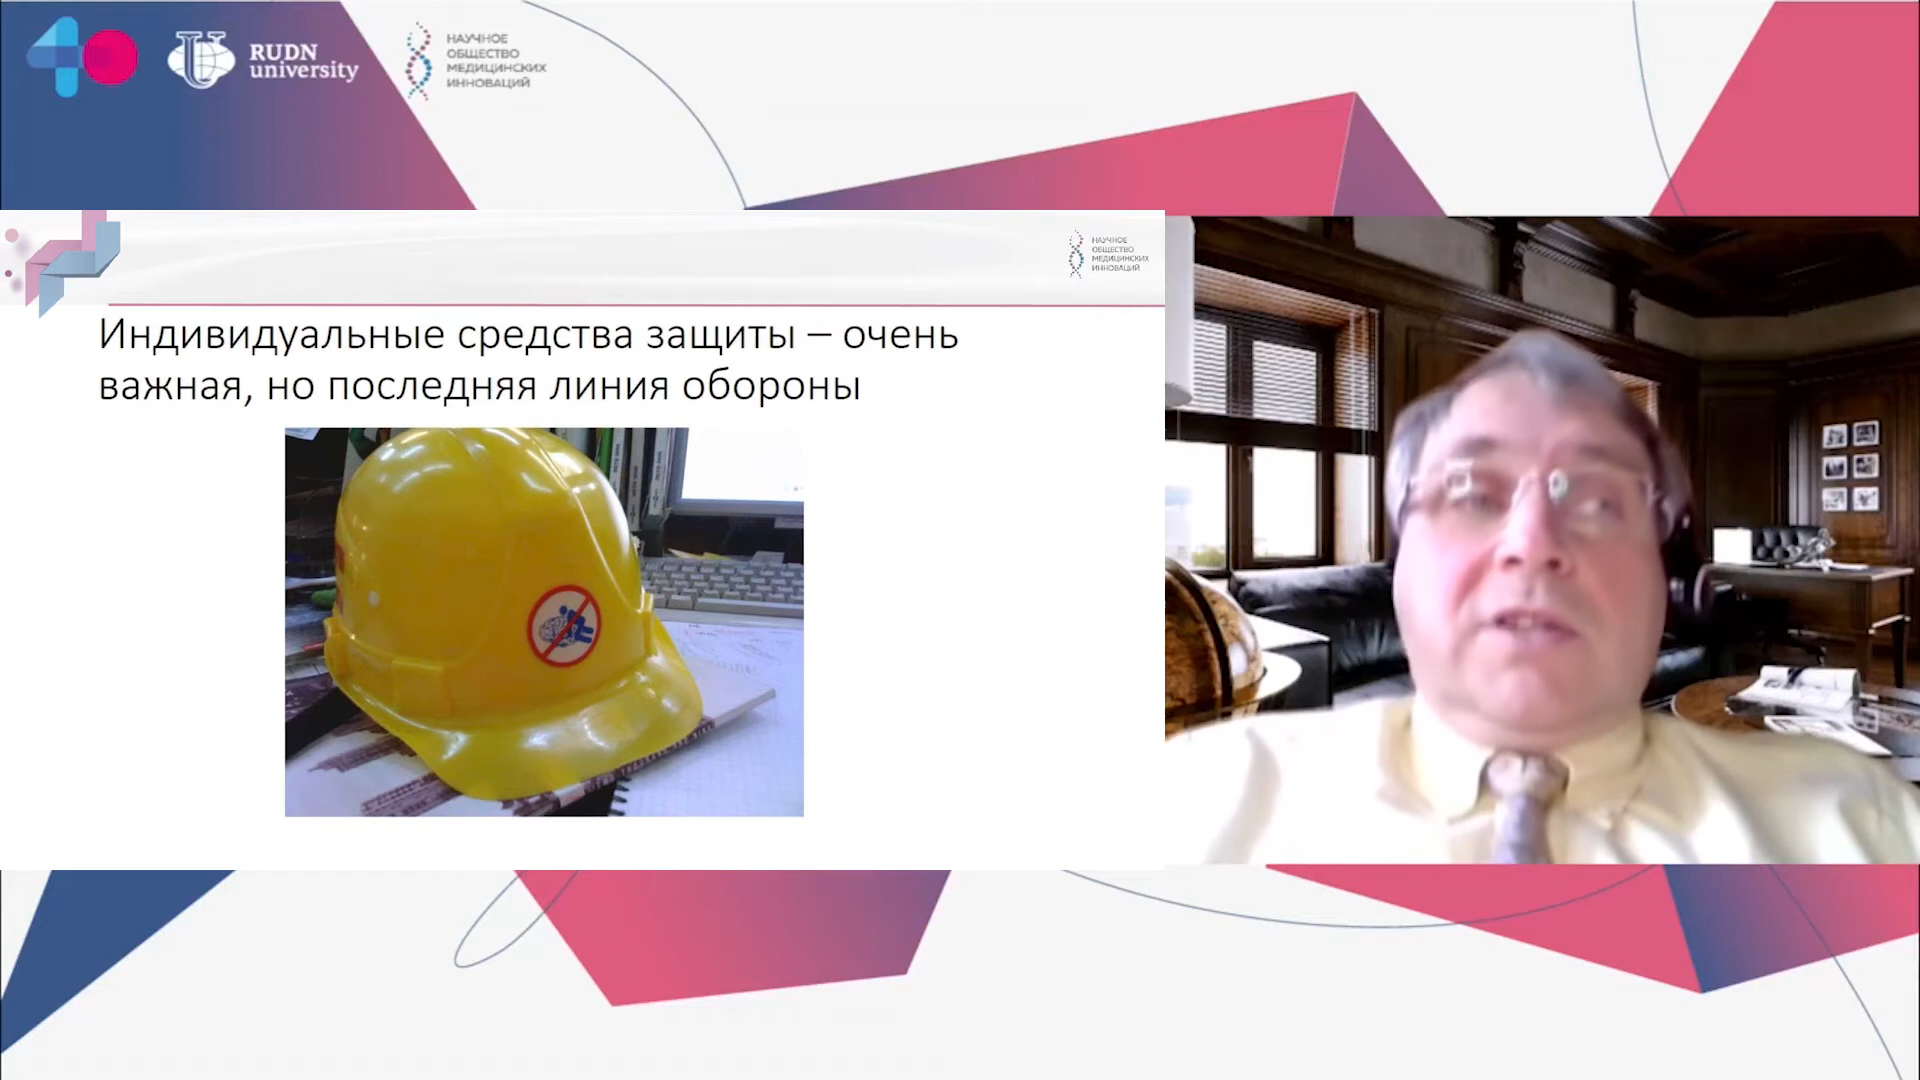 RUDN
university
НАУЧНОЕ
ОБЩЕСТВО
МЕДИЦИНСКИХ
ИННОВАЦИЙ
НАУЧНОЕ
ОБЩЕСТВО
МЕДИЦИНСКИХ
ИННОВАЦИЙ
Индивидуальные средства защиты – очень
важная, но последняя линия обороны